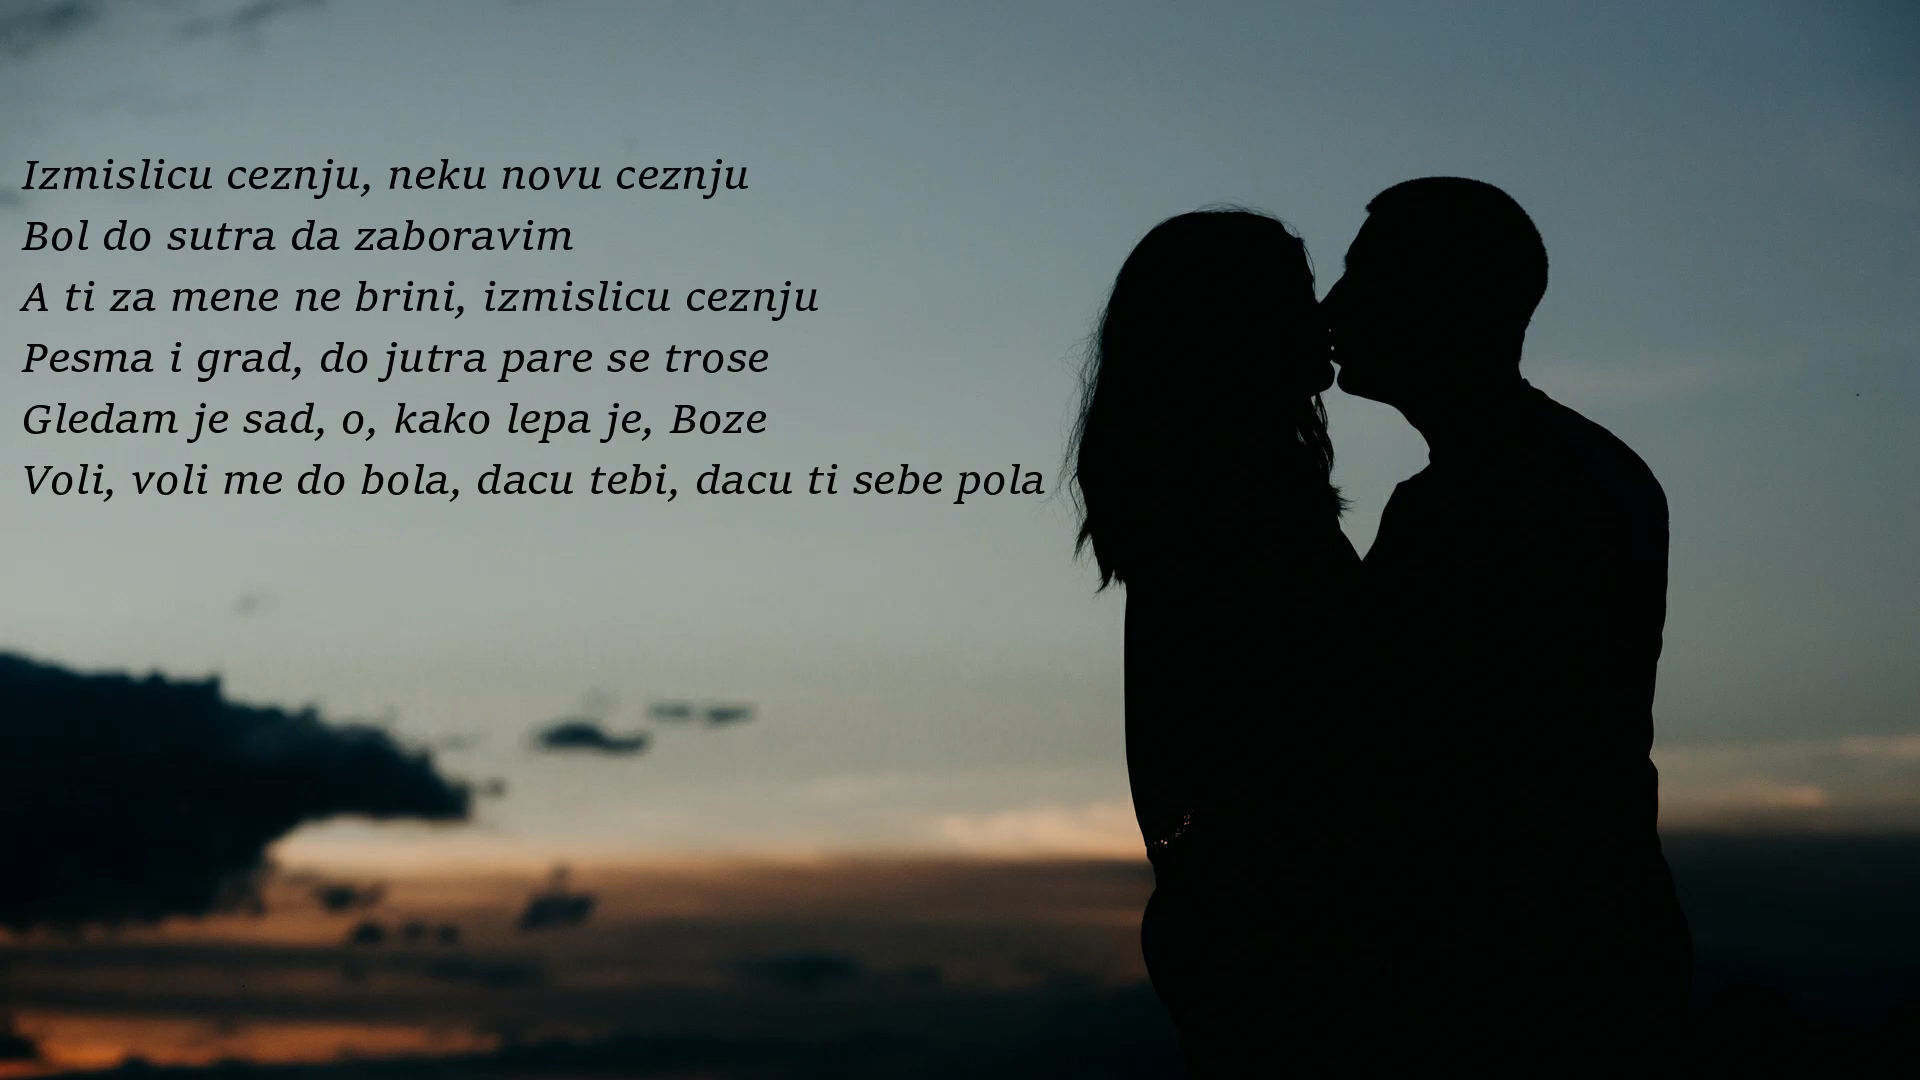 Izmislicu ceznju, neku novu ceznju
Bol do sutra da zaboravim
A ti za mene ne brini, izmislicu ceznju
Pesma i grad, do jutra pare se trose
Gledam je sad, o, kako lepa je, Boze
Voli, voli me do bola, dacu tebi, dacu ti sebe pola